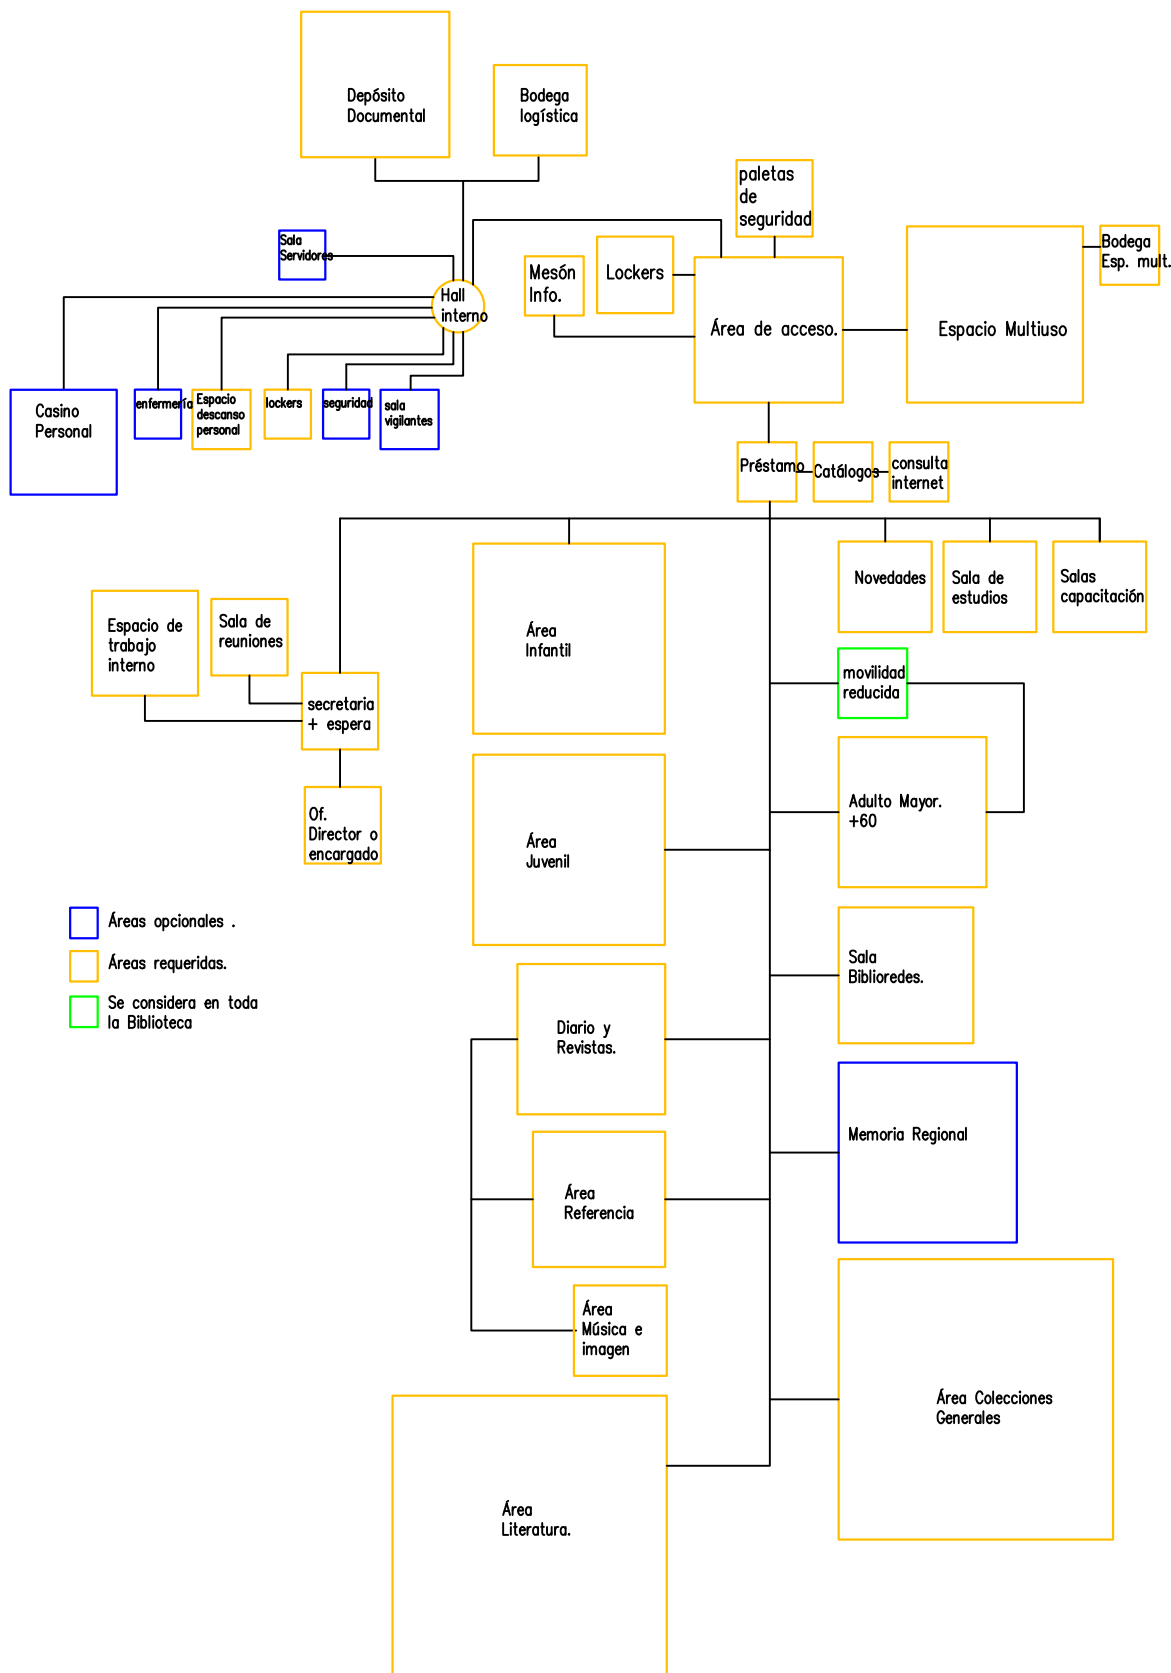 Depósito
Documental
Bodega
logística
paletas
de
seguridad
Sala
Servidores
Hall
interno
Mesón
Info.
Lockers
Área de acceso.
Espacio Multiuso
Bodega
Esp. mult.
Casino
Personal
enfermería
Espacio
descanso
personal
lockers
seguridad
sala
vigilantes
Préstamo
Catálogos
consulta
internet
Novedades
Sala de
estudios
Salas
capacitación
Espacio de
trabajo
interno
Sala de
reuniones
secretaria
+ espera
Of.
Director o
encargado
Área
Infantil
movilidad
reducida
Área
Juvenil
Adulto Mayor.
+60
Áreas opcionales .
Áreas requeridas.
Se considera en toda
la Biblioteca
Sala
Biblioredes.
Diario y
Revistas.
Memoria Regional
Área
Referencia
Área
Música e
imagen
Área Colecciones
Generales
Área
Literatura.